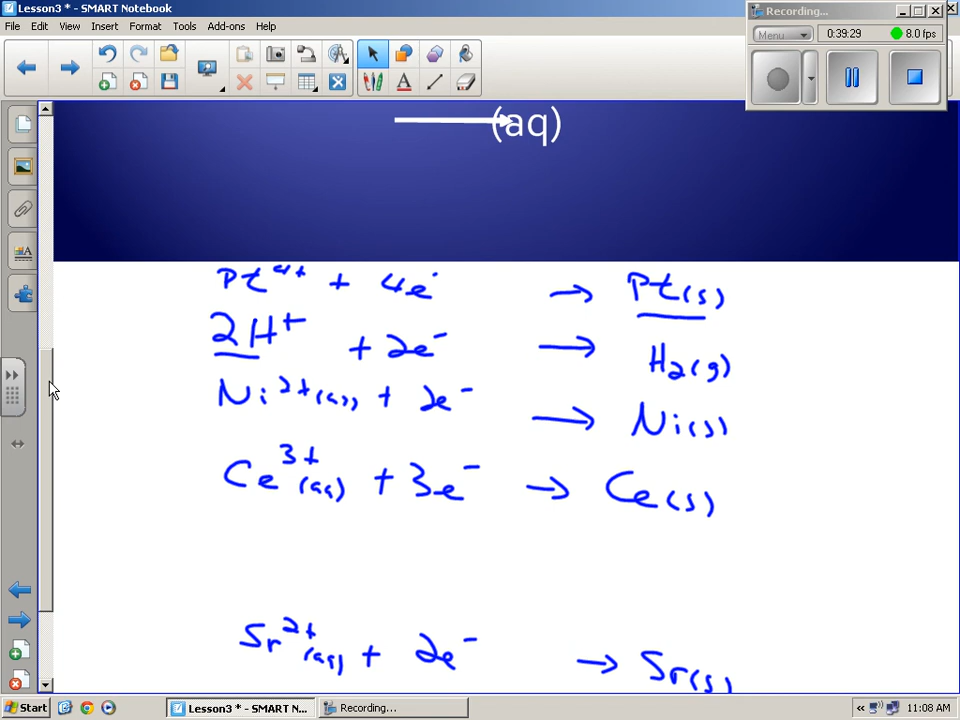 Lesson3 * - SMART Notebook
File Edit View Insert Format Tools Add-ons Help
Recording...
Menu 0:39:29 8.0 fps
(aq)
Pt⁴⁺ + 4e⁻ → Pt(s)
2H⁺ + 2e⁻ → H₂(g)
Ni²⁺(aq) + 2e⁻ → Ni(s)
Ce³⁺(aq) + 3e⁻ → Ce(s)
Sr²⁺(aq) + 2e⁻ → Sr(s)
Start Lesson3 * - SMART N... Recording... 11:08 AM